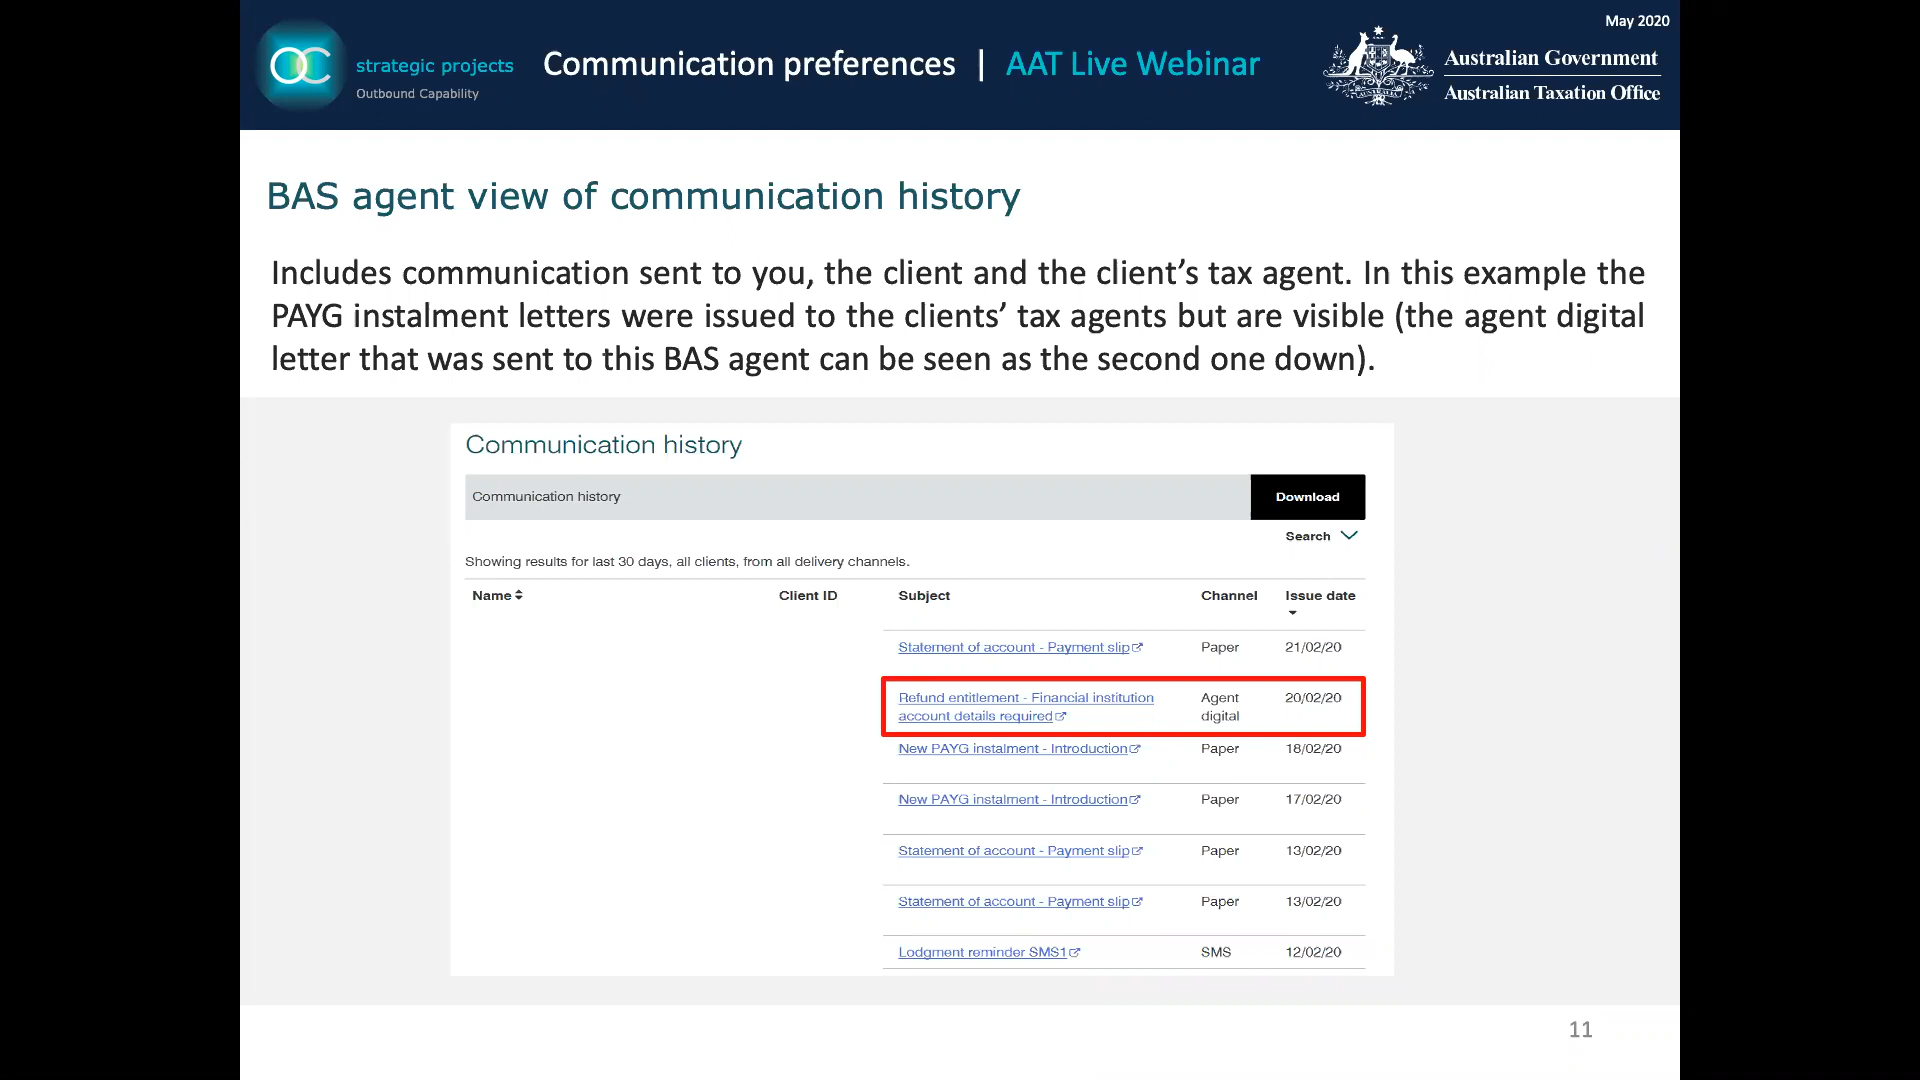 May 2020
OC
strategic projects
Outbound Capability
Communication preferences | AAT Live Webinar
Australian Government
Australian Taxation Office
BAS agent view of communication history
Includes communication sent to you, the client and the client’s tax agent. In this example the
PAYG instalment letters were issued to the clients’ tax agents but are visible (the agent digital
letter that was sent to this BAS agent can be seen as the second one down).
Communication history
Communication history Download
Search
Showing results for last 30 days, all clients, from all delivery channels.
Name Client ID Subject Channel Issue date
Statement of account - Payment slip Paper 21/02/20
Refund entitlement - Financial institution Agent 20/02/20
account details required digital
New PAYG instalment - Introduction Paper 18/02/20
New PAYG instalment - Introduction Paper 17/02/20
Statement of account - Payment slip Paper 13/02/20
Statement of account - Payment slip Paper 13/02/20
Lodgment reminder SMS1 SMS 12/02/20
11